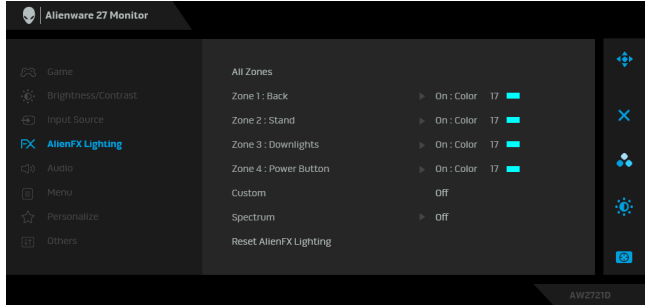 Alienware 27 Monitor
Game
Brightness/Contrast
Input Source
FX AlienFX Lighting
Audio
Menu
Personalize
Others
All Zones
Zone 1 : Back On : Color 17
Zone 2 : Stand On : Color 17
Zone 3 : Downlights On : Color 17
Zone 4 : Power Button On : Color 17
Custom Off
Spectrum Off
Reset AlienFX Lighting
AW2721D